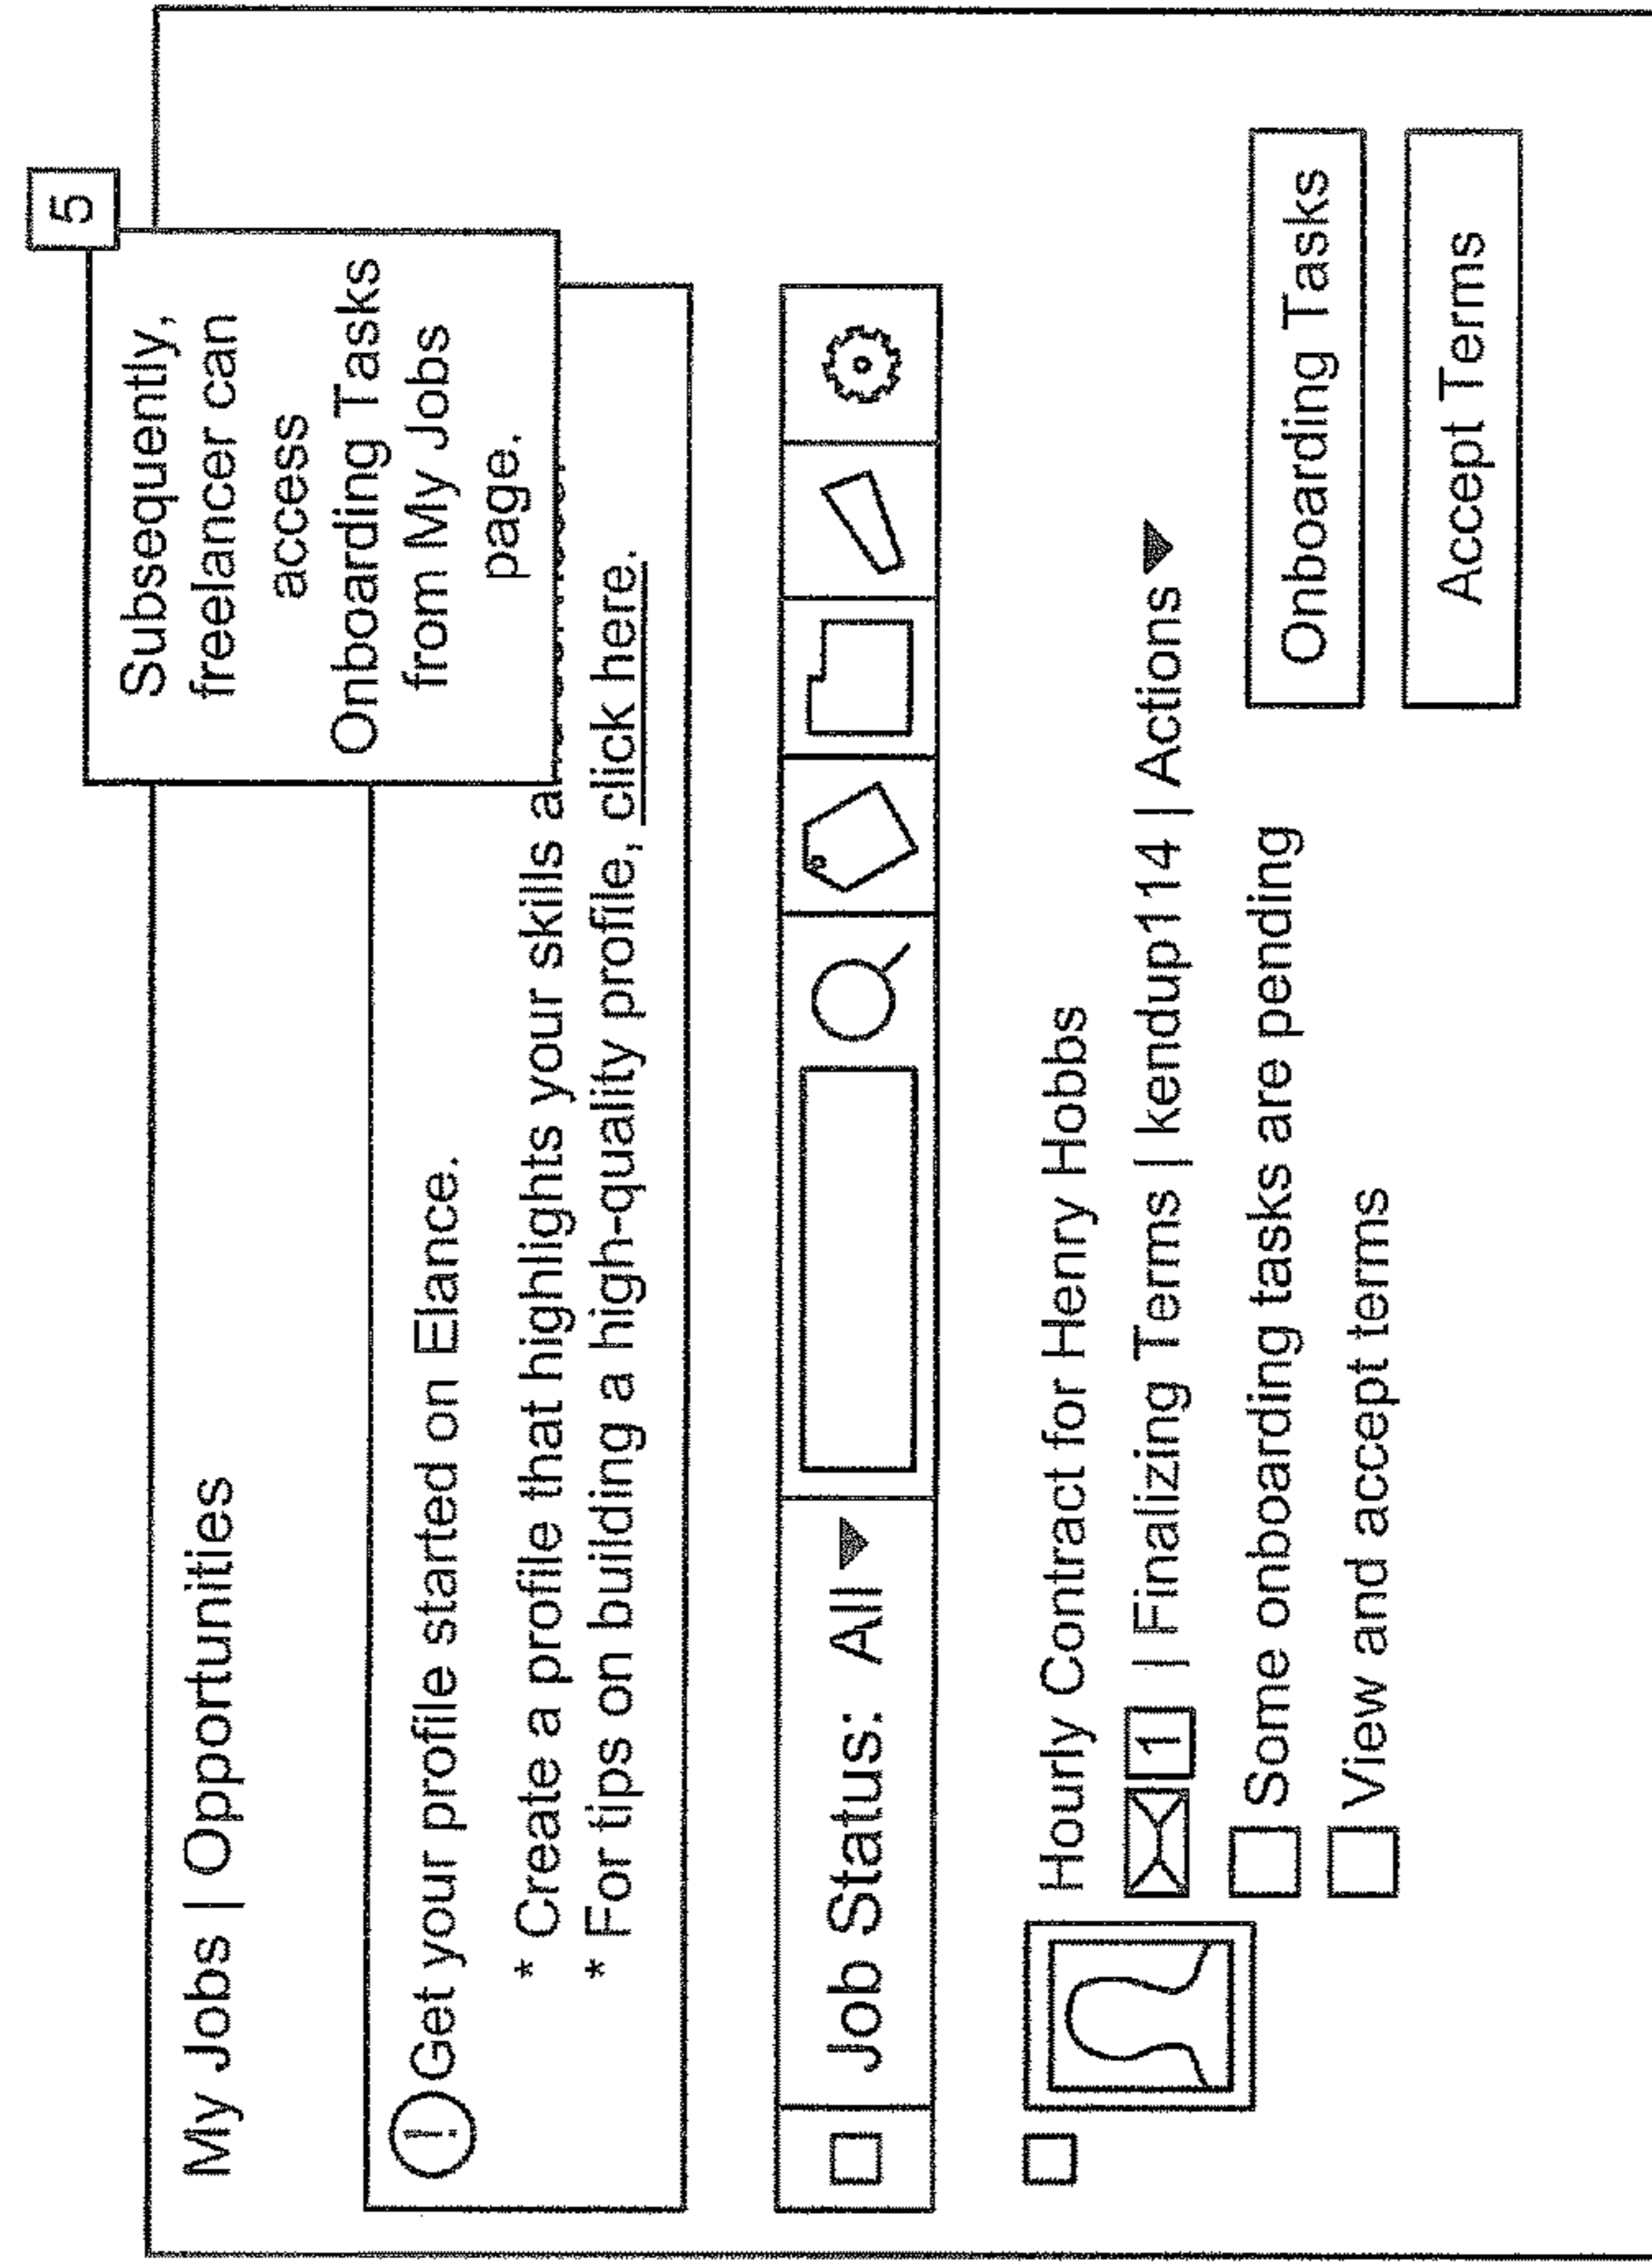 5
Subsequently,
freelancer can
access
Onboarding Tasks
from My Jobs
page.
My Jobs | Opportunities
! Get your profile started on Elance.
* Create a profile that highlights your skills
* For tips on building a high-quality profile, click here.
Job Status: All
Hourly Contract for Henry Hobbs
1 | Finalizing Terms | kendup114 | Actions
Some onboarding tasks are pending
Onboarding Tasks
View and accept terms
Accept Terms